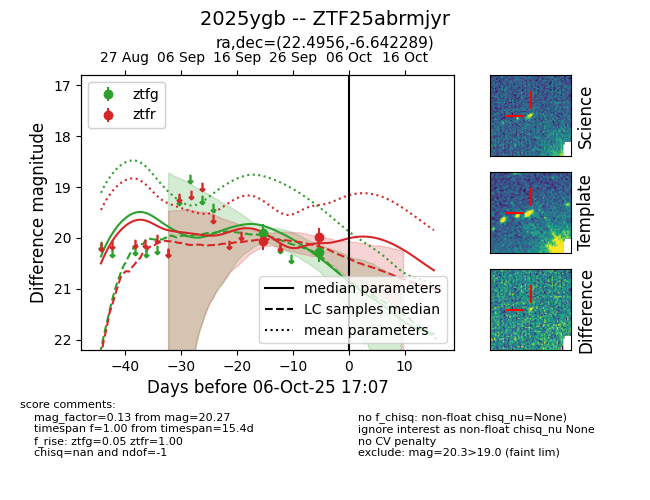 2025ygb -- ZTF25abrmjyr
ra,dec=(22.4956,-6.642289)
27 Aug 06 Sep 16 Sep 26 Sep 06 Oct 16 Oct
17
18
19
20
21
22
Difference magnitude
ztfg
ztfr
median parameters
LC samples median
mean parameters
−40 −30 −20 −10 0 10
Days before 06-Oct-25 17:07
Science
Template
Difference
score comments:
mag_factor=0.13 from mag=20.27
timespan f=1.00 from timespan=15.4d
f_rise: ztfg=0.05 ztfr=1.00
chisq=nan and ndof=-1
no f_chisq: non-float chisq_nu=None)
ignore interest as non-float chisq_nu None
no CV penalty
exclude: mag=20.3>19.0 (faint lim)